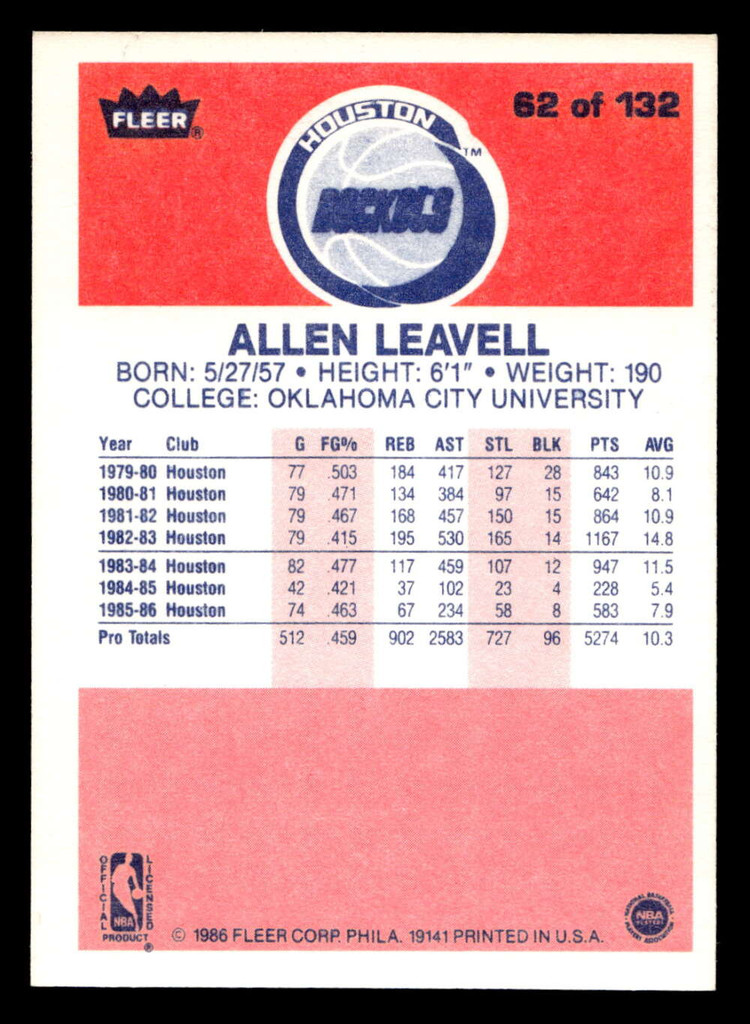 FLEER®
HOUSTON
ROCKETS
TM
62 of 132
ALLEN LEAVELL
BORN: 5/27/57 • HEIGHT: 6'1" • WEIGHT: 190
COLLEGE: OKLAHOMA CITY UNIVERSITY
Year Club G FG% REB AST STL BLK PTS AVG
1979-80 Houston 77 .503 184 417 127 28 843 10.9
1980-81 Houston 79 .471 134 384 97 15 642 8.1
1981-82 Houston 79 .467 168 457 150 15 864 10.9
1982-83 Houston 79 .415 195 530 165 14 1167 14.8
1983-84 Houston 82 .477 117 459 107 12 947 11.5
1984-85 Houston 42 .421 37 102 23 4 228 5.4
1985-86 Houston 74 .463 67 234 58 8 583 7.9
Pro Totals 512 .459 902 2583 727 96 5274 10.3
OFFICIAL LICENSED
NBA
PRODUCT®
© 1986 FLEER CORP. PHILA. 19141 PRINTED IN U.S.A.
NATIONAL BASKETBALL
NBA
PLAYERS
PLAYERS ASSOCIATION